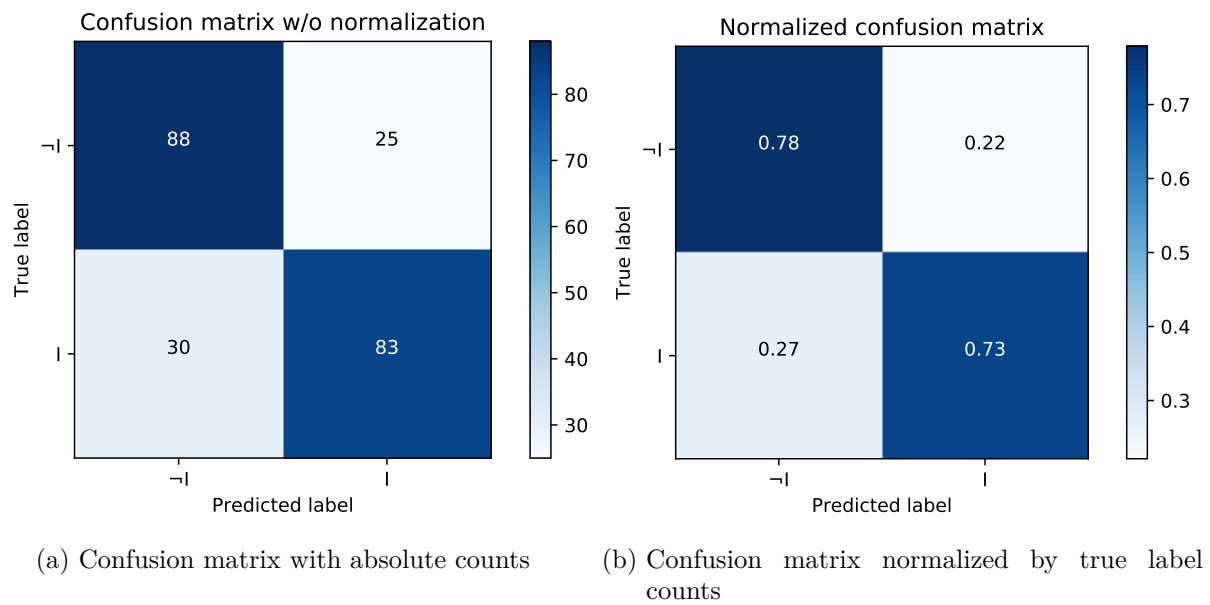 Confusion matrix w/o normalization
88
25
30
83
¬I
I
True label
¬I
I
Predicted label
80
70
60
50
40
30
(a) Confusion matrix with absolute counts
Normalized confusion matrix
0.78
0.22
0.27
0.73
¬I
I
True label
¬I
I
Predicted label
0.7
0.6
0.5
0.4
0.3
(b) Confusion matrix normalized by true label
counts